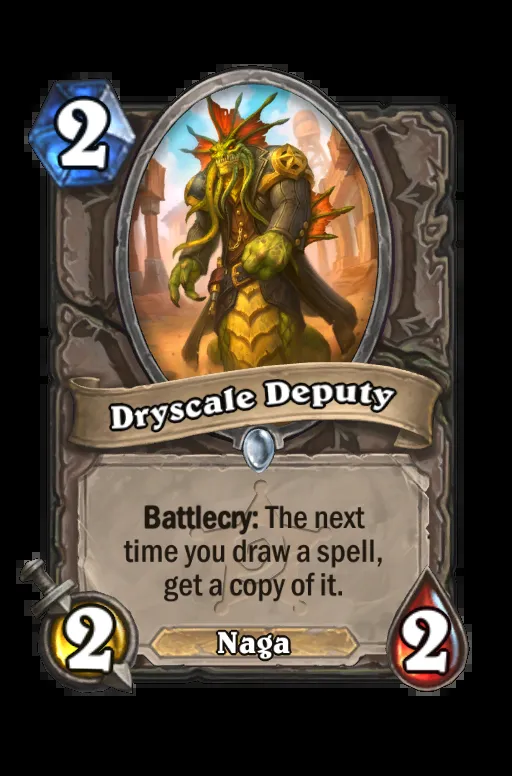 2
Dryscale Deputy
Battlecry: The next
time you draw a spell,
get a copy of it.
2
Naga
2